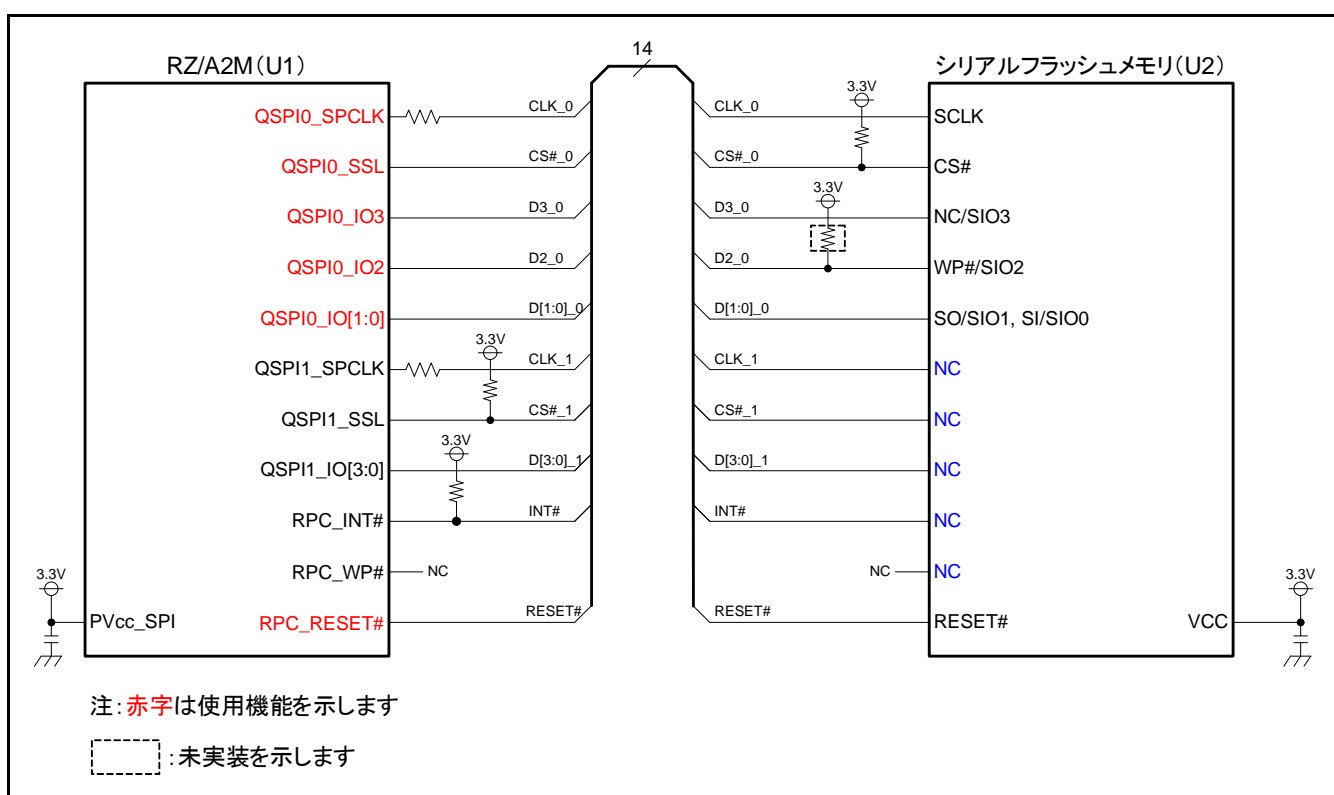 14
RZ/A2M(U1)
シリアルフラッシュメモリ(U2)
3.3V
QSPI0_SPCLK
CLK_0
CLK_0
SCLK
QSPI0_SSL
CS#_0
CS#_0
CS#
3.3V
QSPI0_IO3
D3_0
D3_0
NC/SIO3
QSPI0_IO2
D2_0
D2_0
WP#/SIO2
QSPI0_IO[1:0]
D[1:0]_0
D[1:0]_0
SO/SIO1, SI/SIO0
3.3V
QSPI1_SPCLK
CLK_1
CLK_1
NC
QSPI1_SSL
CS#_1
CS#_1
NC
3.3V
QSPI1_IO[3:0]
D[3:0]_1
D[3:0]_1
NC
RPC_INT#
INT#
INT#
NC
RPC_WP#
NC
NC
NC
3.3V
3.3V
PVcc_SPI
RPC_RESET#
RESET#
RESET#
RESET#
VCC
注:赤字は使用機能を示します
:未実装を示します